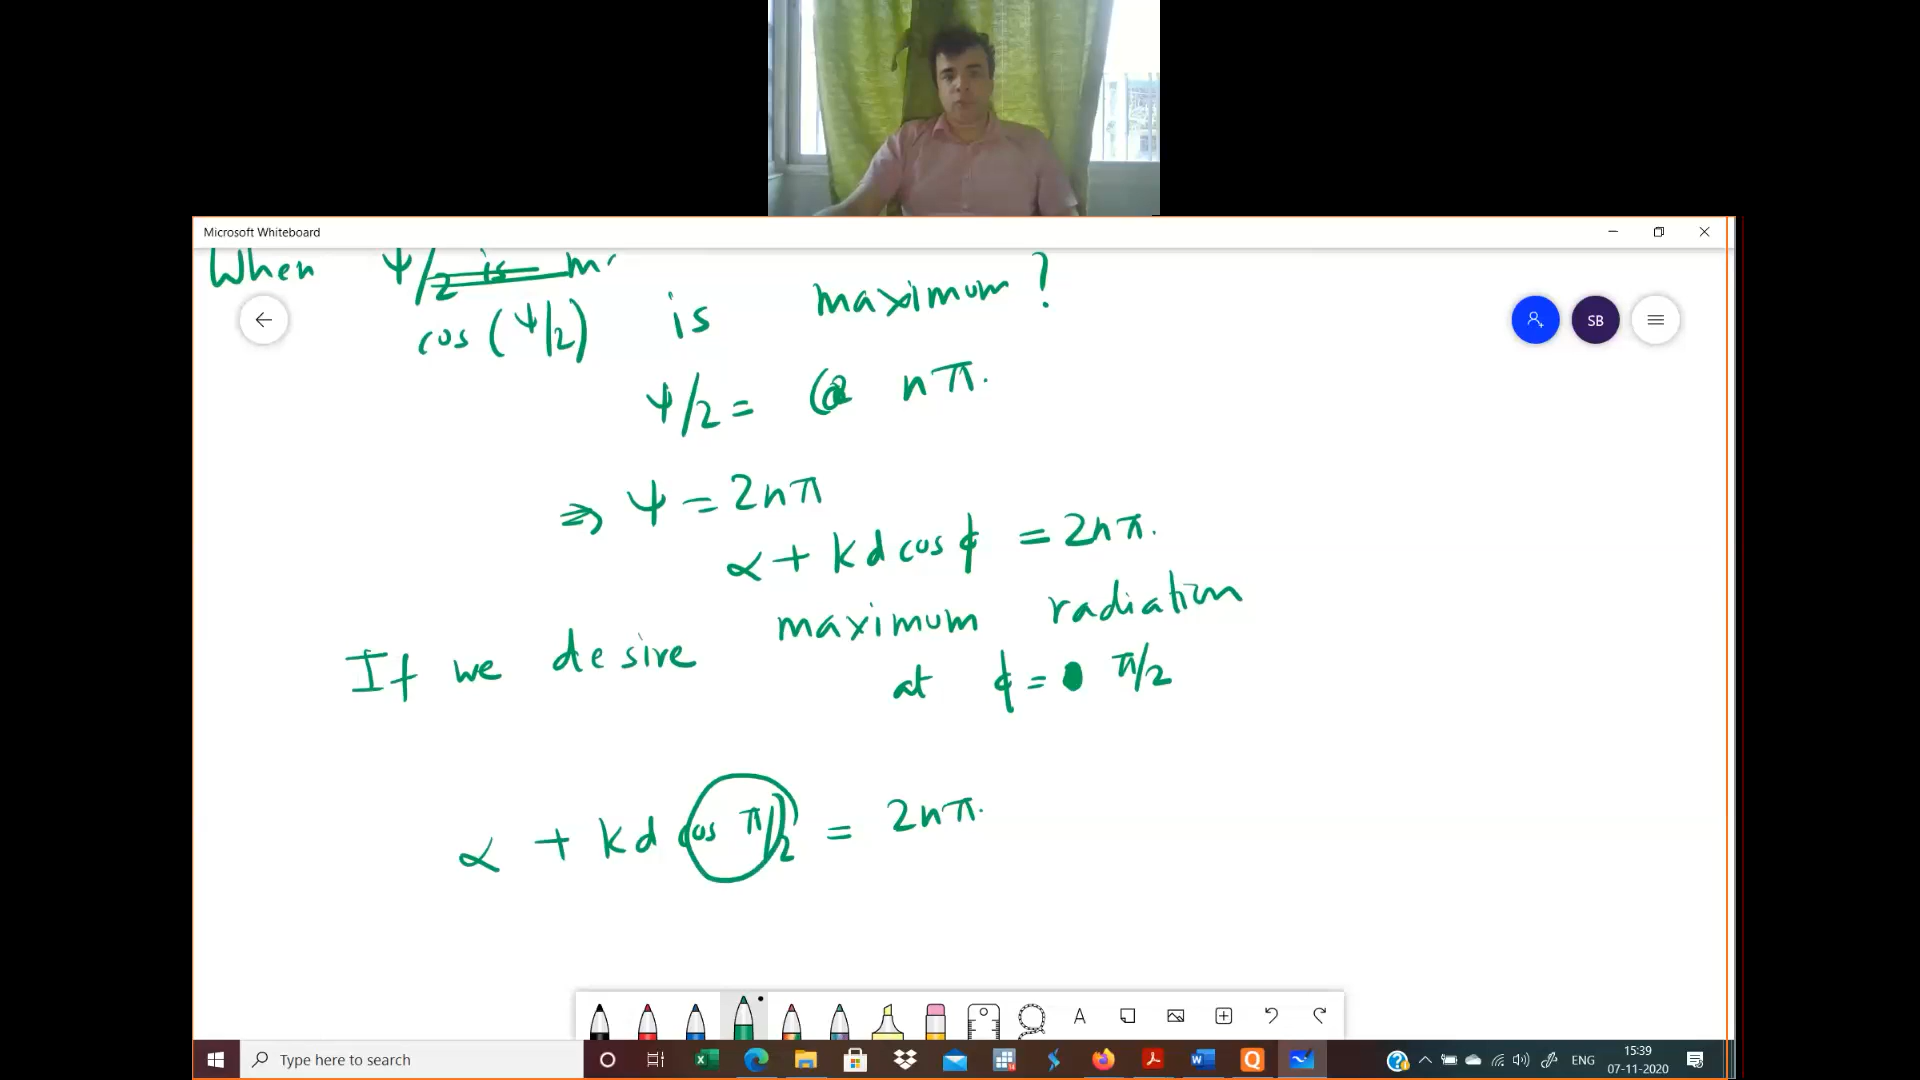 Microsoft Whiteboard
When ψ/2 is
cos (ψ/2) is maximum?
ψ/2 = nπ.
⇒ ψ = 2nπ
α + kd cos ϕ = 2nπ.
If we desire maximum radiation
at ϕ = π/2
α + kd cos π/2 = 2nπ.
SB
A
Type here to search
ENG
15:39
07-11-2020